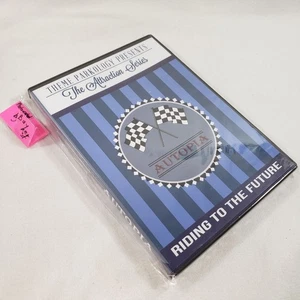 THEME PARKOLOGY PRESENTS
The Attraction Series
AUTOPIA
RIDING TO THE FUTURE